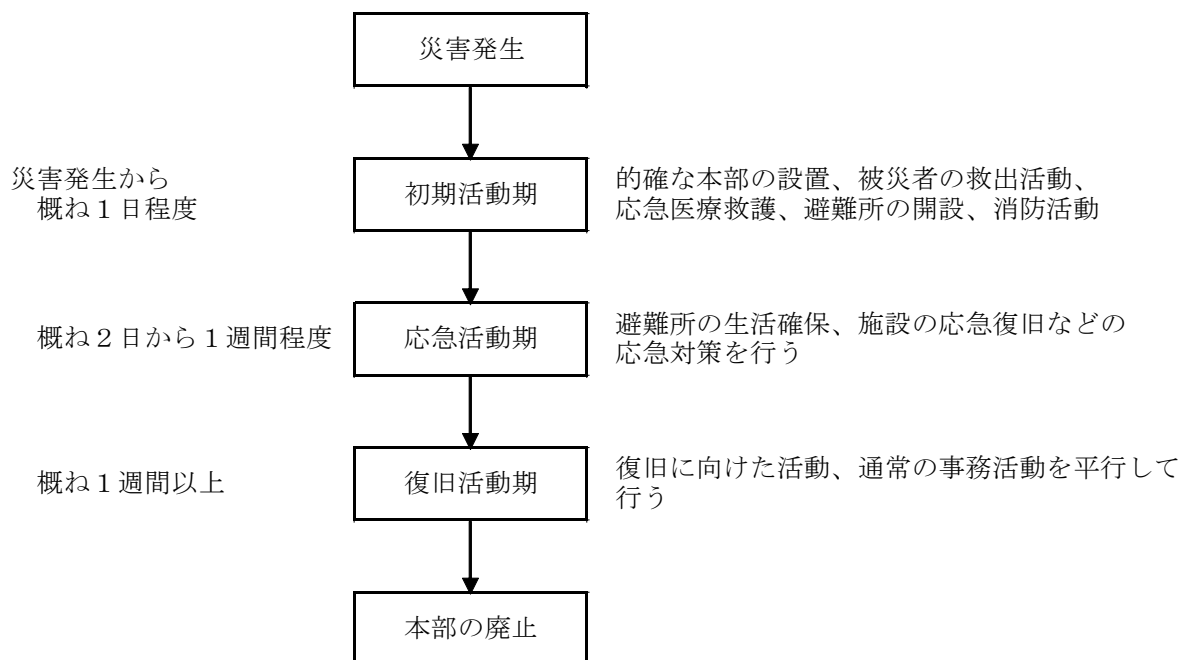 災害発生
災害発生から
概ね１日程度
初期活動期
的確な本部の設置、被災者の救出活動、
応急医療救護、避難所の開設、消防活動
概ね２日から１週間程度
応急活動期
避難所の生活確保、施設の応急復旧などの
応急対策を行う
概ね１週間以上
復旧活動期
復旧に向けた活動、通常の事務活動を平行して
行う
本部の廃止